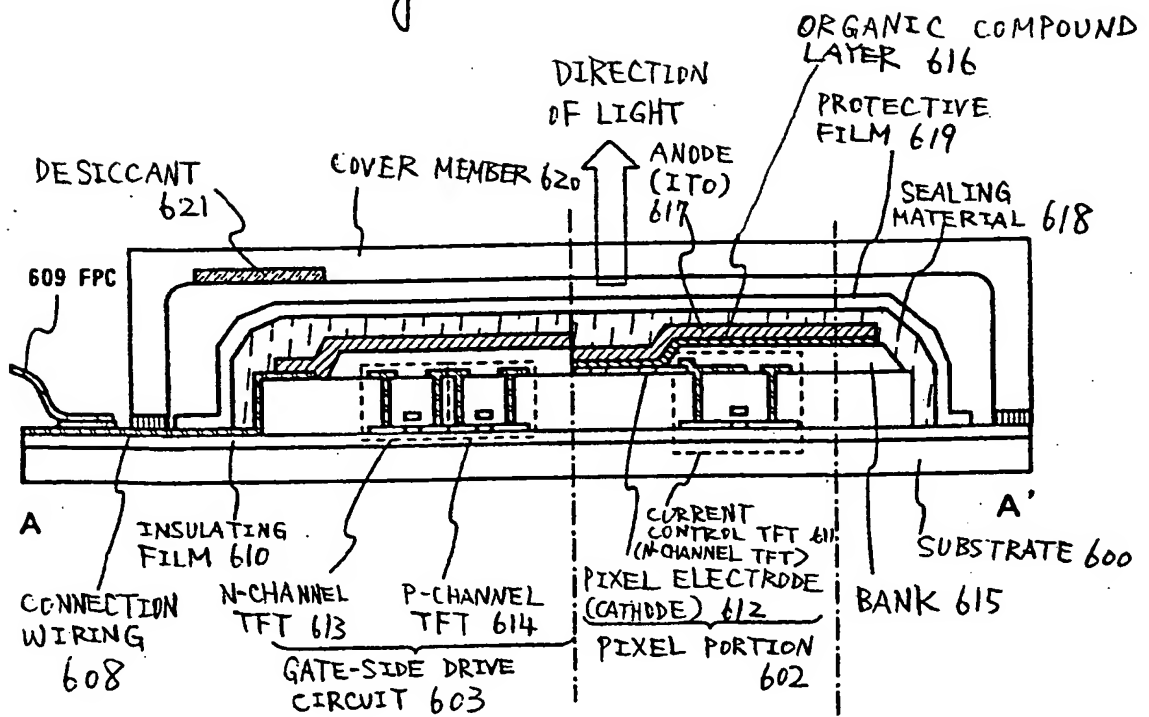 ORGANIC COMPOUND
LAYER 616
DIRECTION
OF LIGHT
PROTECTIVE
FILM 619
ANODE
(ITO)
617
COVER MEMBER 620
DESICCANT
621
SEALING
MATERIAL 618
609 FPC
A
A'
INSULATING
FILM 610
CURRENT
CONTROL TFT 611
(N-CHANNEL TFT)
SUBSTRATE 600
CONNECTION
WIRING
608
N-CHANNEL
TFT 613
P-CHANNEL
TFT 614
PIXEL ELECTRODE
(CATHODE) 612
BANK 615
GATE-SIDE DRIVE
CIRCUIT 603
PIXEL PORTION
602